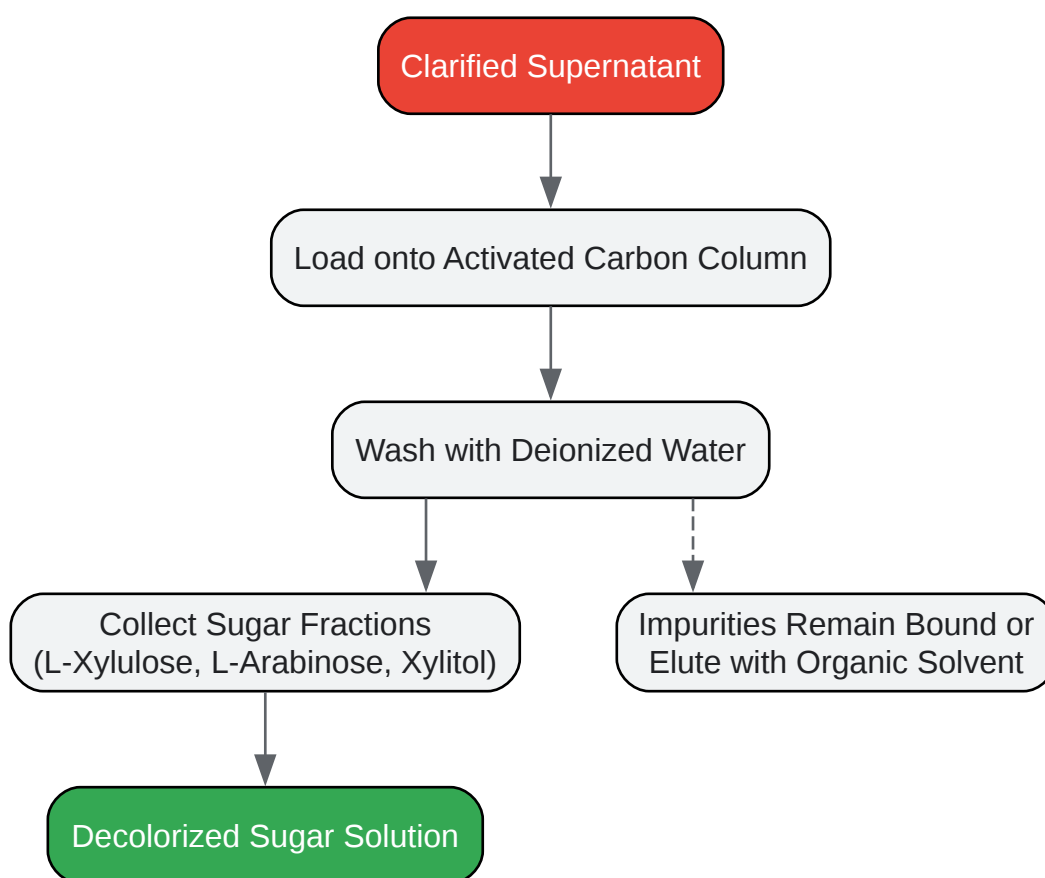 Clarified Supernatant
Load onto Activated Carbon Column
Wash with Deionized Water
Collect Sugar Fractions
(L-Xylulose, L-Arabinose, Xylitol)
Impurities Remain Bound or
Elute with Organic Solvent
Decolorized Sugar Solution